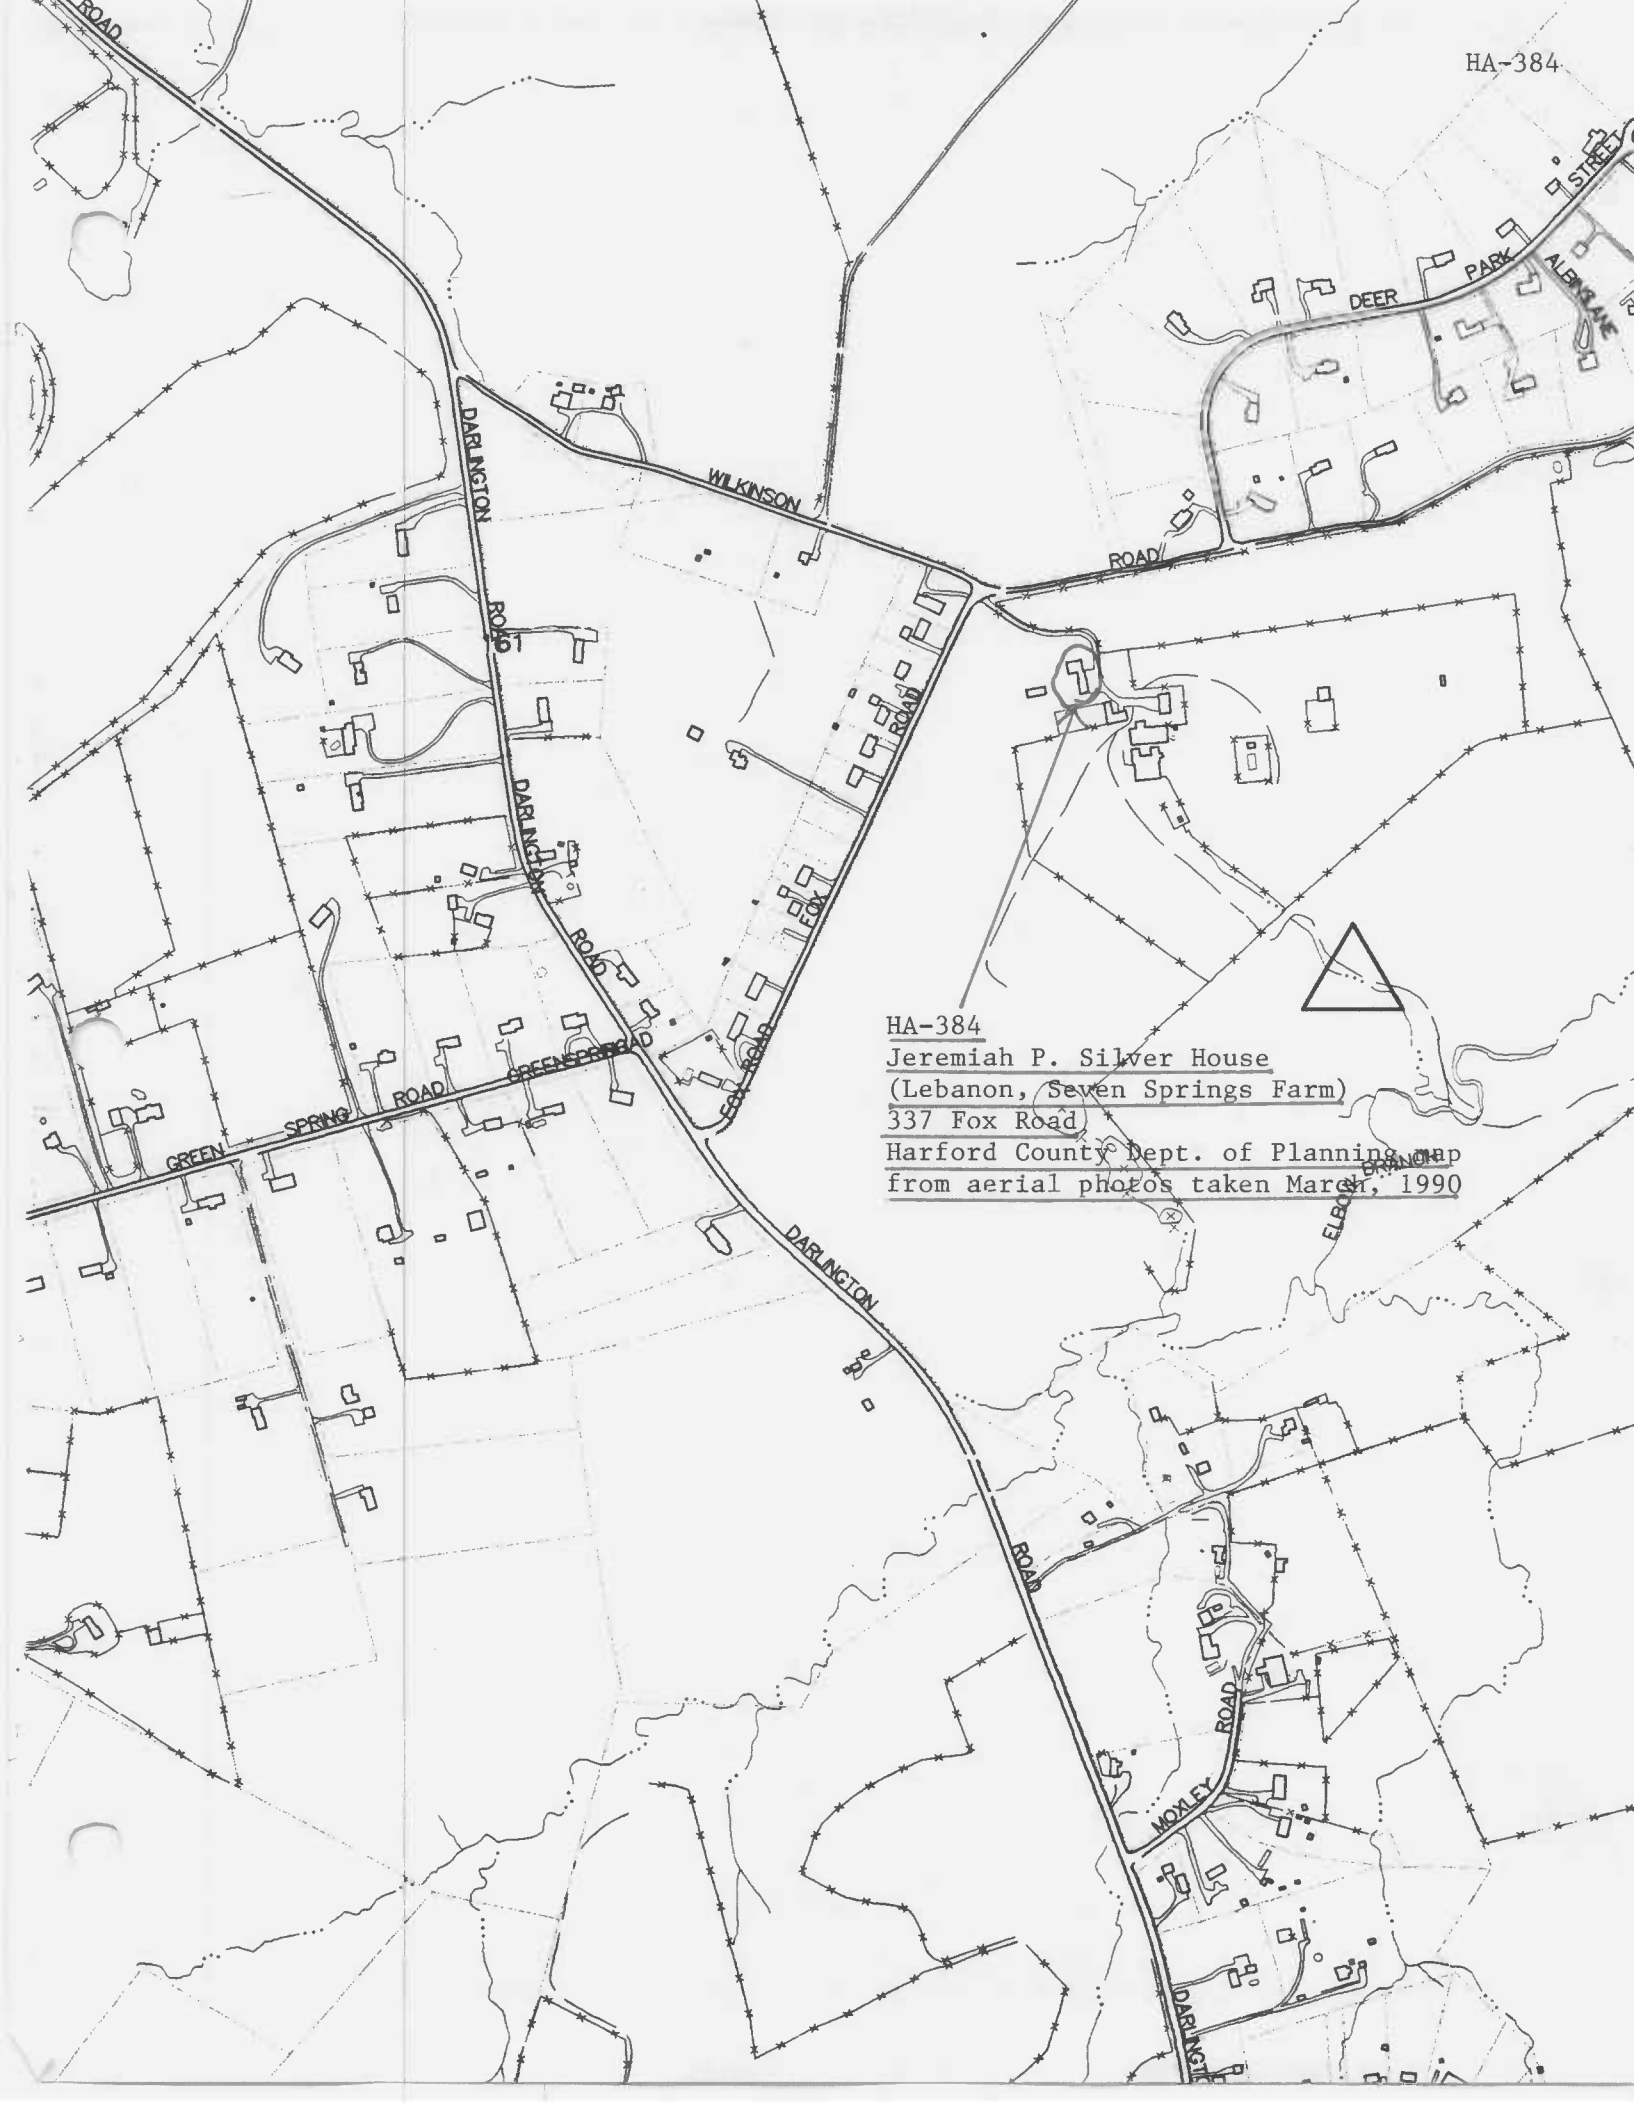 ROAD
HA-384
STREET
PARK
DEER
ALBINS LANE
DARLINGTON
WILKINSON
ROAD
ROAD
161
ROAD
DARLINGTON
FOX
ROAD
FOX ROAD
GREENSPRING ROAD
ROAD
SPRING
GREEN
HA-384
Jeremiah P. Silver House
(Lebanon, Seven Springs Farm)
337 Fox Road
Harford County Dept. of Planning map
from aerial photos taken March, 1990
ELBOW BRANCH
DARLINGTON
ROAD
ROAD
MOXLEY
DARLINGT